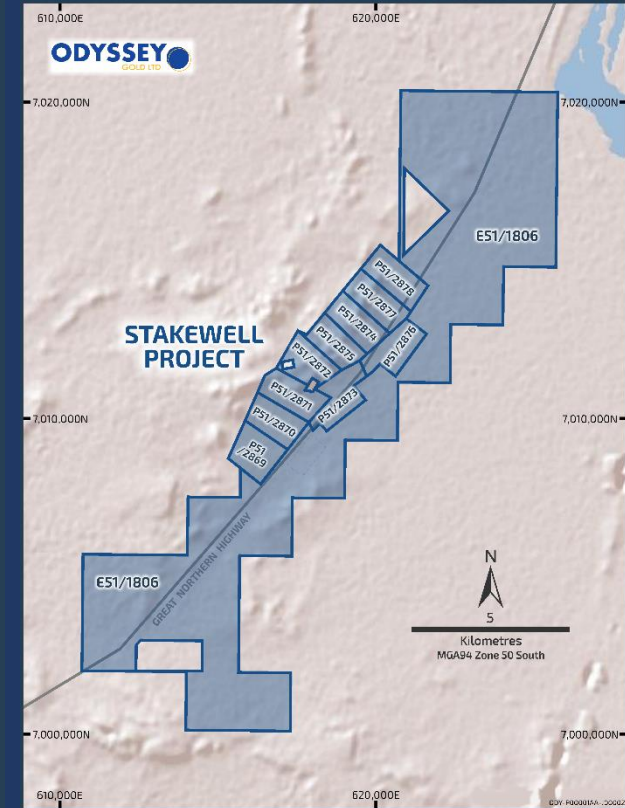 610,000E
620,000E
ODYSSEY
GOLD LTD
7,020,000N
7,020,000N
E51/1806
P51/2878
P51/2877
P51/2874
P51/2875
P51/2876
STAKEWELL
PROJECT
P51/2872
P51/2871
P51/2873
P51/2870
P51
/2869
7,010,000N
7,010,000N
GREAT NORTHERN HIGHWAY
E51/1806
N
5
Kilometres
MGA94 Zone 50 South
7,000,000N
7,000,000N
610,000E
620,000E